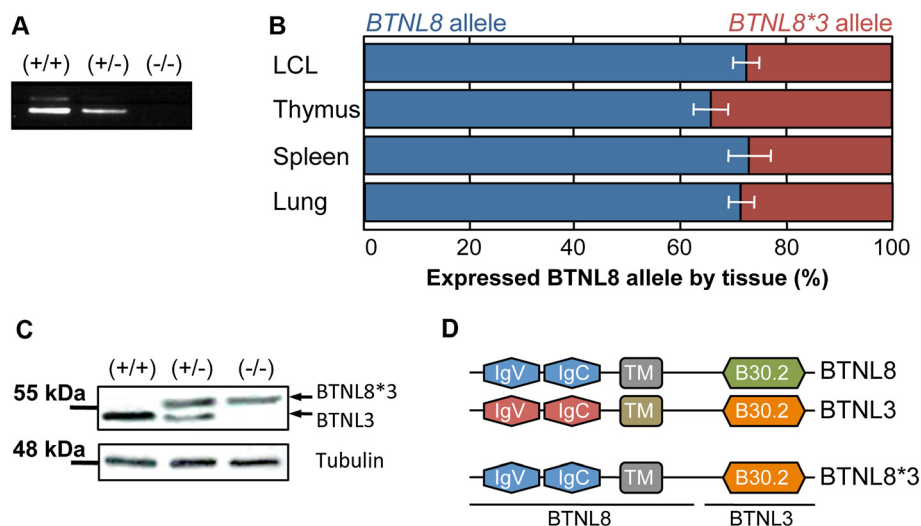 A
(+/+) (+/-) (-/-)
B
BTNL8 allele BTNL8*3 allele
LCL
Thymus
Spleen
Lung
0 20 40 60 80 100
Expressed BTNL8 allele by tissue (%)
C
(+/+) (+/-) (-/-)
55 kDa
BTNL8*3
BTNL3
48 kDa
Tubulin
D
IgV IgC TM B30.2 BTNL8
IgV IgC TM B30.2 BTNL3
IgV IgC TM B30.2 BTNL8*3
BTNL8 BTNL3